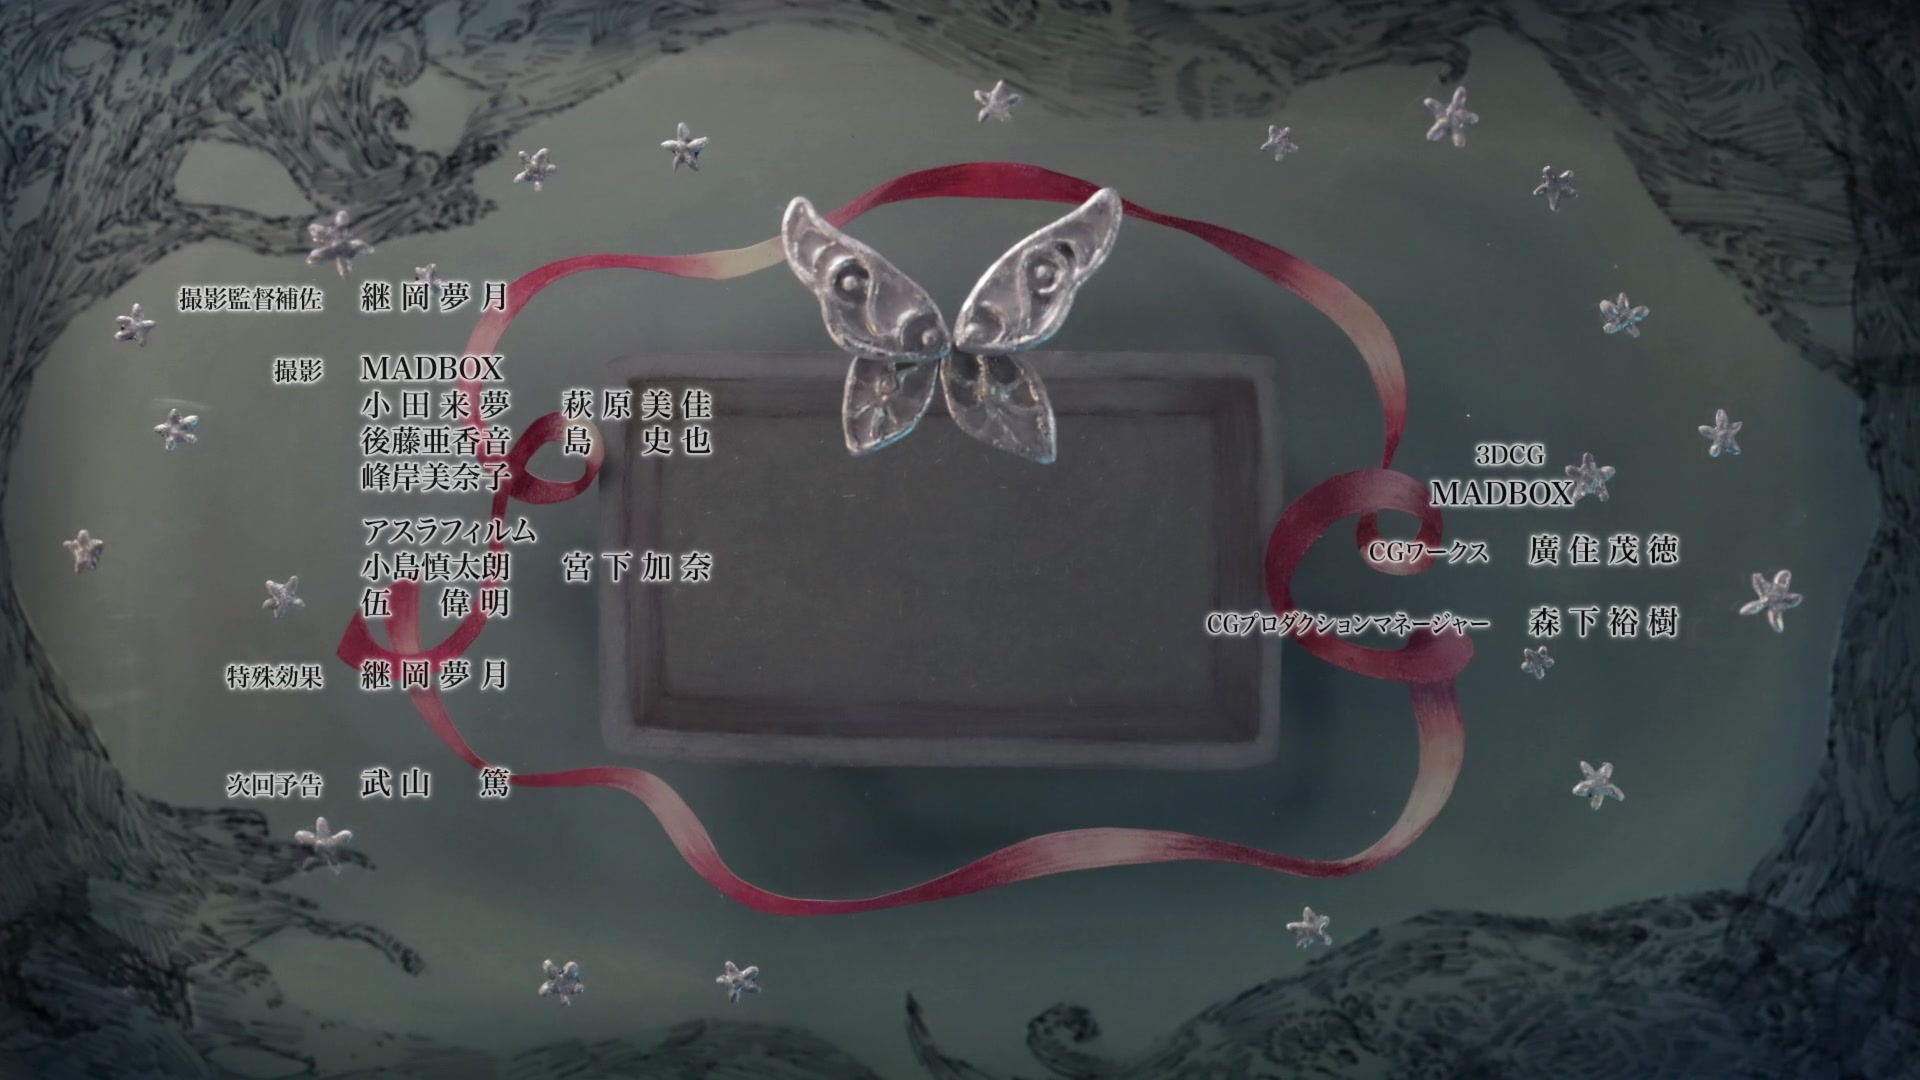 撮影監督補佐 継岡夢月
撮影 MADBOX
小田来夢 萩原美佳
後藤亜香音 島 史也
峰岸美奈子
アスラフィルム
小島慎太朗 宮下加奈
伍 偉明
特殊効果 継岡夢月
次回予告 武山 篤
3DCG
MADBOX
CGワークス 廣住茂徳
CGプロダクションマネージャー 森下裕樹